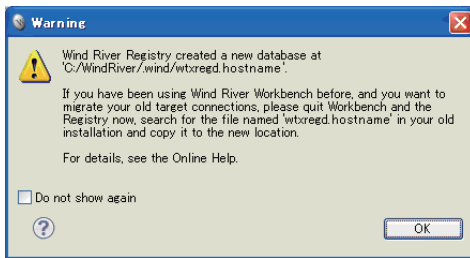 Warning
Wind River Registry created a new database at
'C:/WindRiver/.wind/wtxregd.hostname'.
If you have been using Wind River Workbench before, and you want to
migrate your old target connections, please quit Workbench and the
Registry now, search for the file named 'wtxregd.hostname' in your old
installation and copy it to the new location.
For details, see the Online Help.
Do not show again
OK